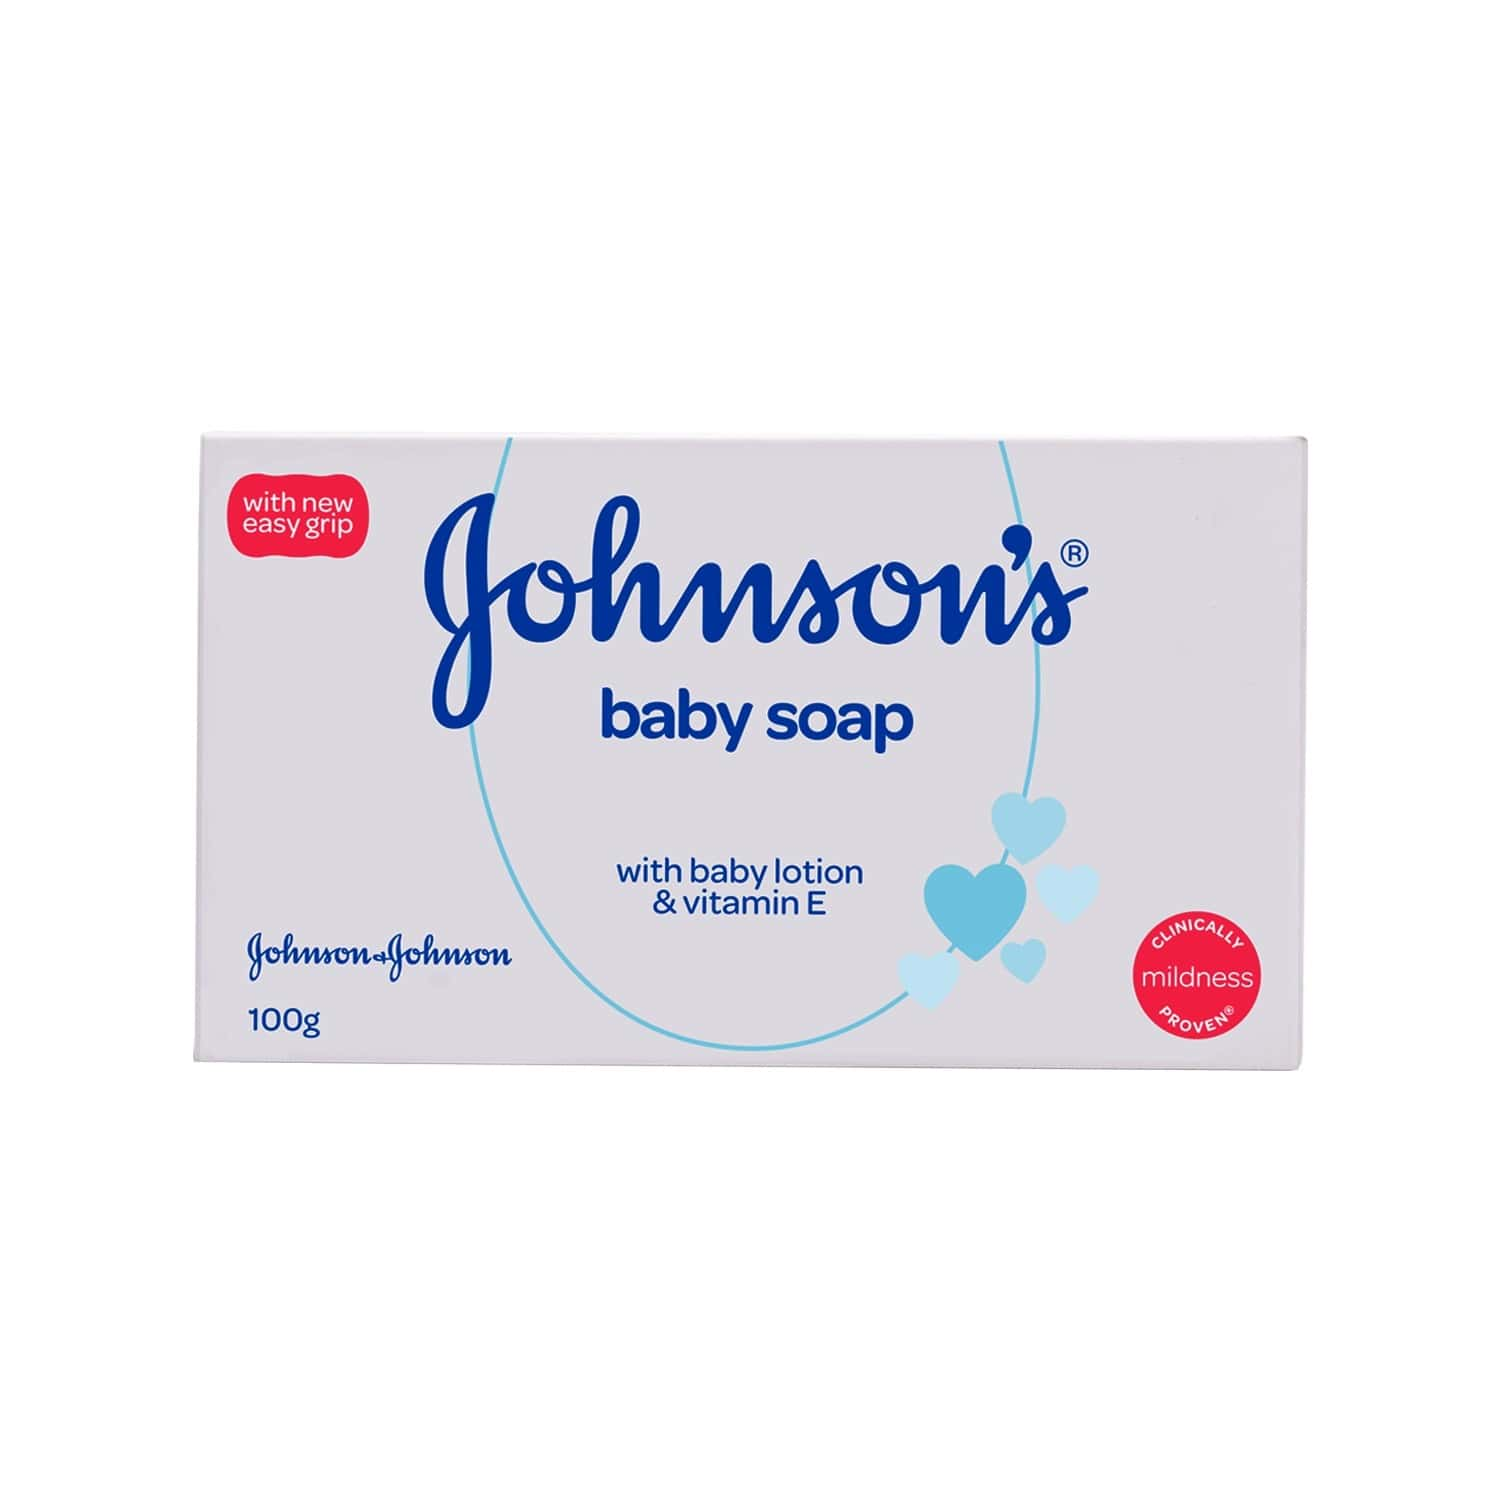 with new
easy grip
Johnson's®
baby soap
with baby lotion
& vitamin E
Johnson+Johnson
100g
CLINICALLY
mildness
PROVEN®